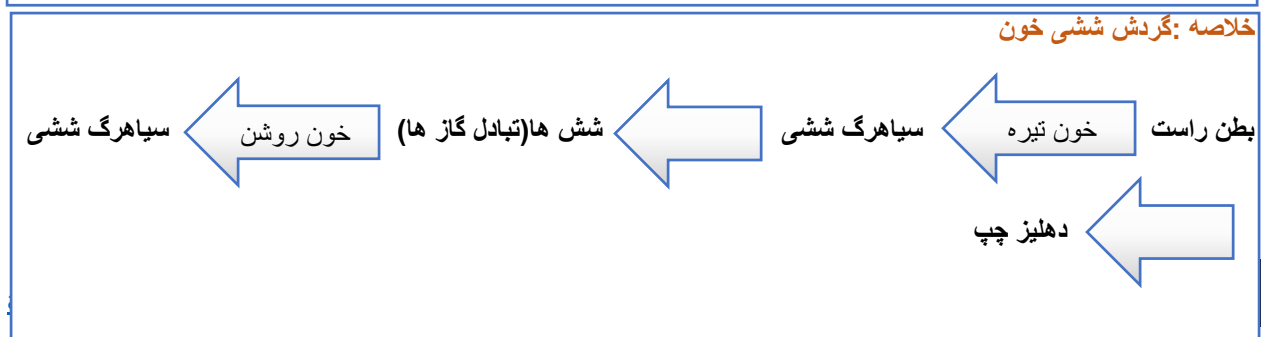 خلاصه :گردش ششی خون
بطن راست خون تیره سیاهرگ ششی شش ها(تبادل گاز ها) خون روشن سیاهرگ ششی
دهلیز چپ